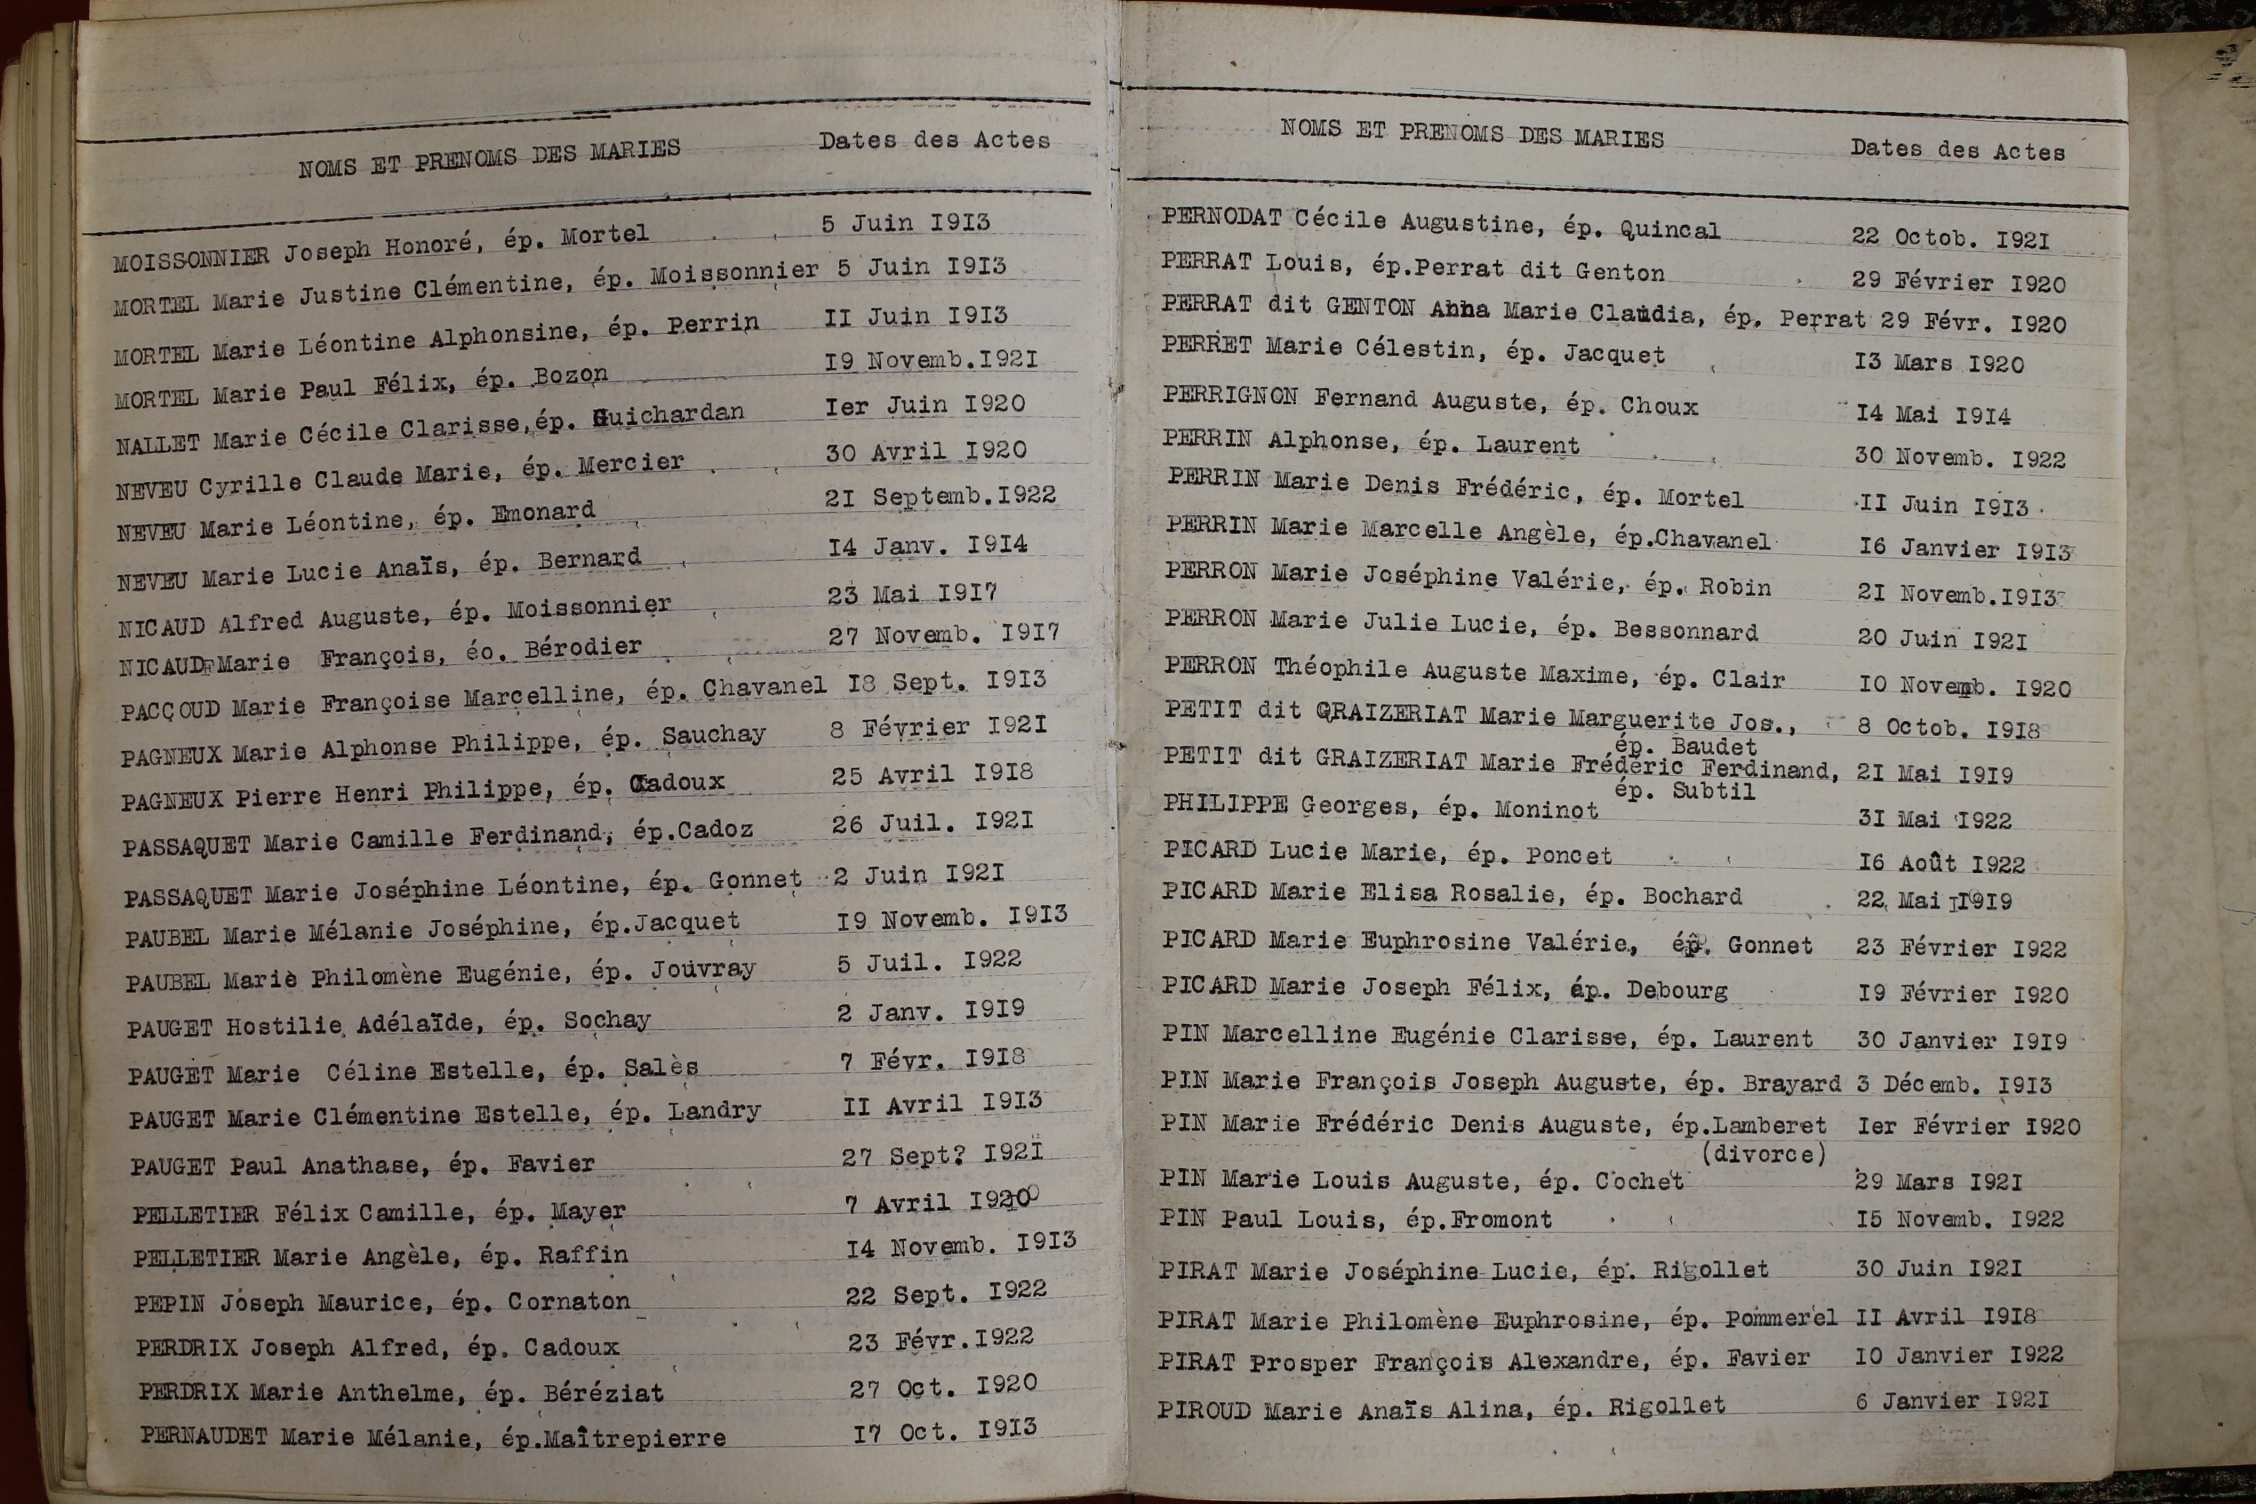 NOMS ET PRENOMS DES MARIES Dates des Actes
MOISSONNIER Joseph Honoré, ép. Mortel 5 Juin I9I3
MORTEL Marie Justine Clémentine, ép. Moissonnier 5 Juin I9I3
MORTEL Marie Léontine Alphonsine, ép. Perrin II Juin I9I3
MORTEL Marie Paul Félix, ép. Bozon I9 Novemb.I92I
NALLET Marie Cécile Clarisse,ép. Guichardan Ier Juin I920
NEVEU Cyrille Claude Marie, ép. Mercier 30 Avril I920
NEVEU Marie Léontine, ép. Emonard 2I Septemb.I922
NEVEU Marie Lucie Anaïs, ép. Bernard I4 Janv. I9I4
NICAUD Alfred Auguste, ép. Moissonnier 23 Mai I9I7
NICAUD Marie François, éo. Bérodier 27 Novemb. I9I7
PACCOUD Marie Françoise Marcelline, ép. Chavanel I8 Sept. I9I3
PAGNEUX Marie Alphonse Philippe, ép. Sauchay 8 Février I92I
PAGNEUX Pierre Henri Philippe, ép. Cadoux 25 Avril I9I8
PASSAQUET Marie Camille Ferdinand, ép.Cadoz 26 Juil. I92I
PASSAQUET Marie Joséphine Léontine, ép. Gonnet 2 Juin I92I
PAUBEL Marie Mélanie Joséphine, ép.Jacquet I9 Novemb. I9I3
PAUBEL Marie Philomène Eugénie, ép. Jouvray 5 Juil. I922
PAUGET Hostilie Adélaïde, ép. Sochay 2 Janv. I9I9
PAUGET Marie Céline Estelle, ép. Salès 7 Févr. I9I8
PAUGET Marie Clémentine Estelle, ép. Landry II Avril I9I3
PAUGET Paul Anathase, ép. Favier 27 Sept? I92I
PELLETIER Félix Camille, ép. Mayer 7 Avril I920
PELLETIER Marie Angèle, ép. Raffin I4 Novemb. I9I3
PEPIN Joseph Maurice, ép. Cornaton 22 Sept. I922
PERDRIX Joseph Alfred, ép. Cadoux 23 Févr.I922
PERDRIX Marie Anthelme, ép. Béréziat 27 Oct. I920
PERNAUDET Marie Mélanie, ép.Maîtrepierre I7 Oct. I9I3
NOMS ET PRENOMS DES MARIES Dates des Actes
PERNODAT Cécile Augustine, ép. Quincal 22 Octob. I92I
PERRAT Louis, ép.Perrat dit Genton 29 Février I920
PERRAT dit GENTON Anna Marie Claudia, ép. Perrat 29 Févr. I920
PERRET Marie Célestin, ép. Jacquet I3 Mars I920
PERRIGNON Fernand Auguste, ép. Choux I4 Mai I9I4
PERRIN Alphonse, ép. Laurent 30 Novemb. I922
PERRIN Marie Denis Frédéric, ép. Mortel II Juin I9I3
PERRIN Marie Marcelle Angèle, ép.Chavanel I6 Janvier I9I3
PERRON Marie Joséphine Valérie, ép. Robin 2I Novemb.I9I3
PERRON Marie Julie Lucie, ép. Bessonnard 20 Juin I92I
PERRON Théophile Auguste Maxime, ép. Clair I0 Novemb. I920
PETIT dit GRAIZERIAT Marie Marguerite Jos., 8 Octob. I9I8
ép. Baudet
PETIT dit GRAIZERIAT Marie Frédéric Ferdinand, 2I Mai I9I9
ép. Subtil
PHILIPPE Georges, ép. Moninot 3I Mai I922
PICARD Lucie Marie, ép. Poncet I6 Août I922
PICARD Marie Elisa Rosalie, ép. Bochard 22 Mai I9I9
PICARD Marie Euphrosine Valérie, ép. Gonnet 23 Février I922
PICARD Marie Joseph Félix, ép. Debourg I9 Février I920
PIN Marcelline Eugénie Clarisse, ép. Laurent 30 Janvier I9I9
PIN Marie François Joseph Auguste, ép. Brayard 3 Décemb. I9I3
PIN Marie Frédéric Denis Auguste, ép.Lamberet Ier Février I920
(divorce)
PIN Marie Louis Auguste, ép. Cochet 29 Mars I92I
PIN Paul Louis, ép.Fromont I5 Novemb. I922
PIRAT Marie Joséphine Lucie, ép. Rigollet 30 Juin I92I
PIRAT Marie Philomène Euphrosine, ép. Pommerel II Avril I9I8
PIRAT Prosper François Alexandre, ép. Favier I0 Janvier I922
PIROUD Marie Anaïs Alina, ép. Rigollet 6 Janvier I92I